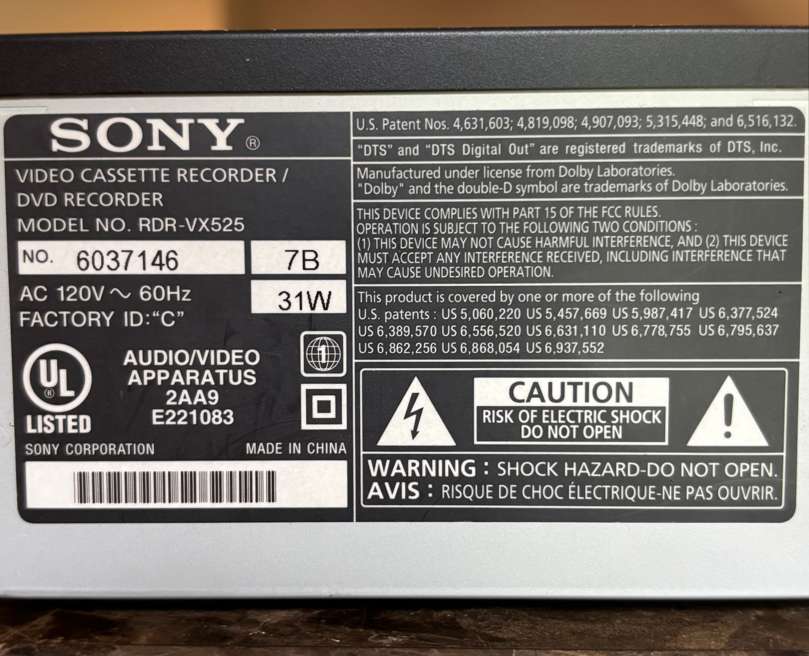 SONY®
VIDEO CASSETTE RECORDER /
DVD RECORDER
MODEL NO. RDR-VX525
NO. 6037146 7B
AC 120V ~ 60Hz 31W
FACTORY ID:“C”
UL ®
LISTED
AUDIO/VIDEO
APPARATUS
2AA9
E221083
1
SONY CORPORATION MADE IN CHINA
U.S. Patent Nos. 4,631,603; 4,819,098; 4,907,093; 5,315,448; and 6,516,132.
“DTS” and “DTS Digital Out” are registered trademarks of DTS, Inc.
Manufactured under license from Dolby Laboratories.
"Dolby" and the double-D symbol are trademarks of Dolby Laboratories.
THIS DEVICE COMPLIES WITH PART 15 OF THE FCC RULES.
OPERATION IS SUBJECT TO THE FOLLOWING TWO CONDITIONS :
(1) THIS DEVICE MAY NOT CAUSE HARMFUL INTERFERENCE, AND (2) THIS DEVICE
MUST ACCEPT ANY INTERFERENCE RECEIVED, INCLUDING INTERFERENCE THAT
MAY CAUSE UNDESIRED OPERATION.
This product is covered by one or more of the following
U.S. patents : US 5,060,220 US 5,457,669 US 5,987,417 US 6,377,524
US 6,389,570 US 6,556,520 US 6,631,110 US 6,778,755 US 6,795,637
US 6,862,256 US 6,868,054 US 6,937,552
CAUTION
RISK OF ELECTRIC SHOCK
DO NOT OPEN
WARNING : SHOCK HAZARD-DO NOT OPEN.
AVIS : RISQUE DE CHOC ÉLECTRIQUE-NE PAS OUVRIR.